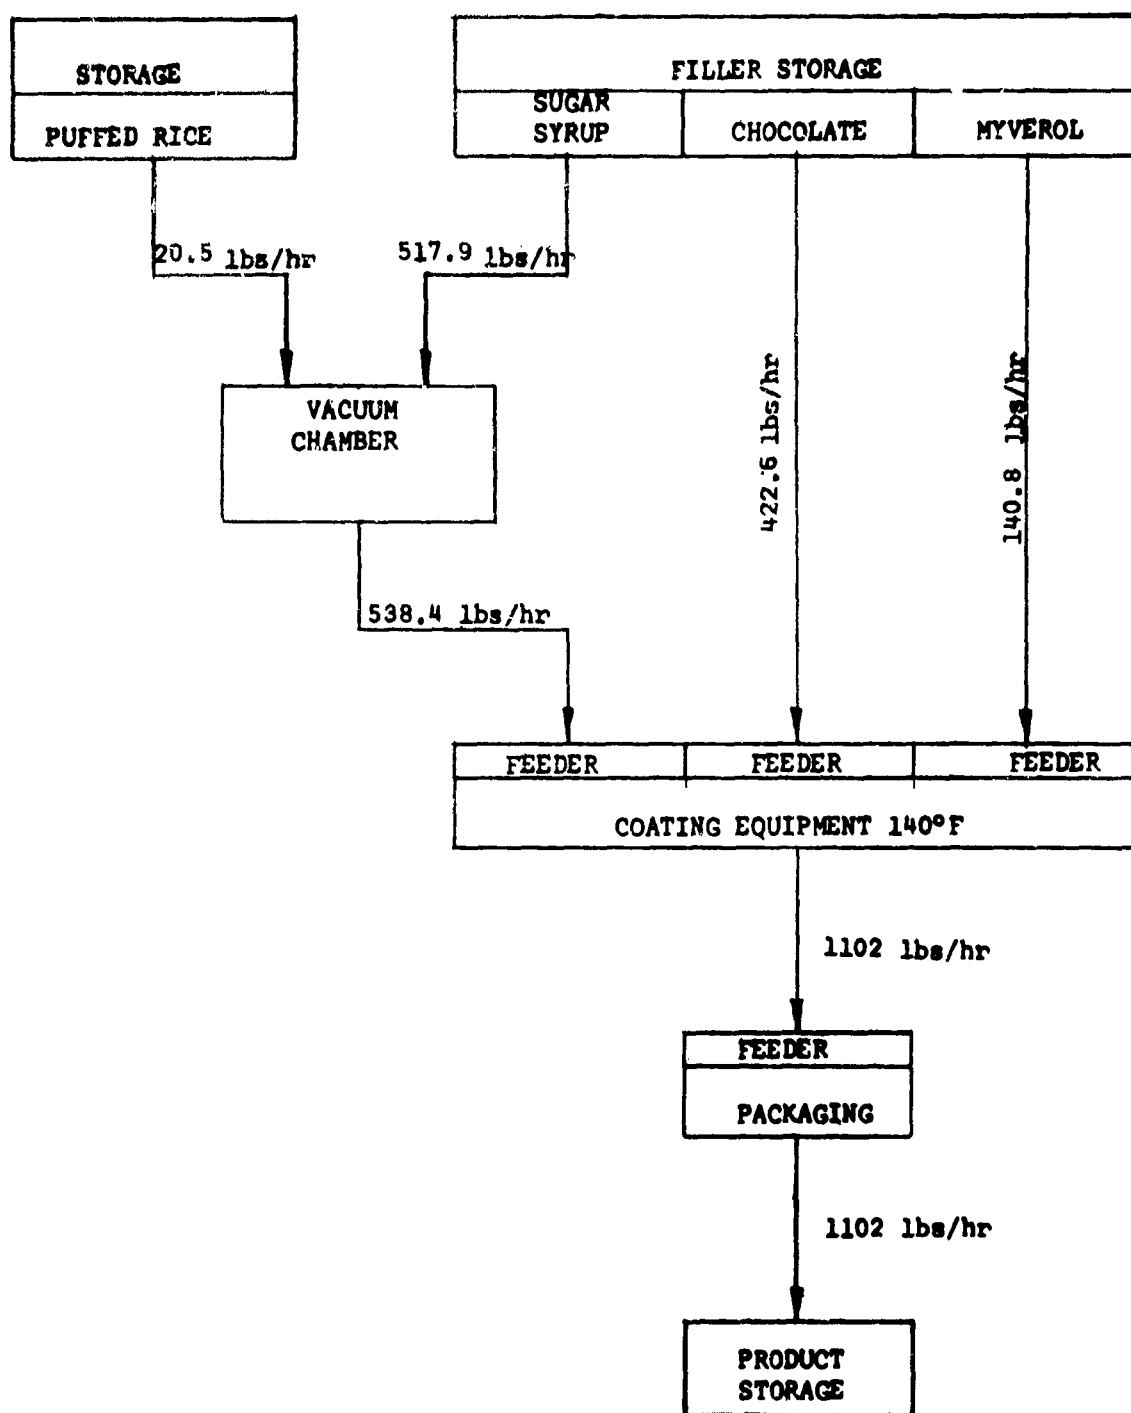 STORAGE
PUFFED RICE
FILLER STORAGE
SUGAR
SYRUP
CHOCOLATE
MYVEROL
20.5 lbs/hr
517.9 lbs/hr
VACUUM
CHAMBER
422.6 lbs/hr
140.8 lbs/hr
538.4 lbs/hr
FEEDER
FEEDER
FEEDER
COATING EQUIPMENT 140°F
1102 lbs/hr
FEEDER
PACKAGING
1102 lbs/hr
PRODUCT
STORAGE